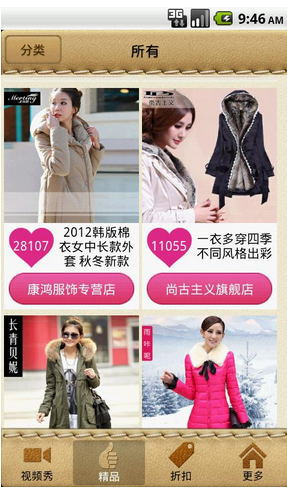 3G
9:46 AM
分类
所有
Meeting
尚古主义
28107
2012韩版棉
衣女中长款外
套 秋冬新款
11055
一衣多穿四季
不同风格出彩
康鸿服饰专营店
尚古主义旗舰店
长青贝妮
雨咔呢
视频秀
精品
折扣
更多